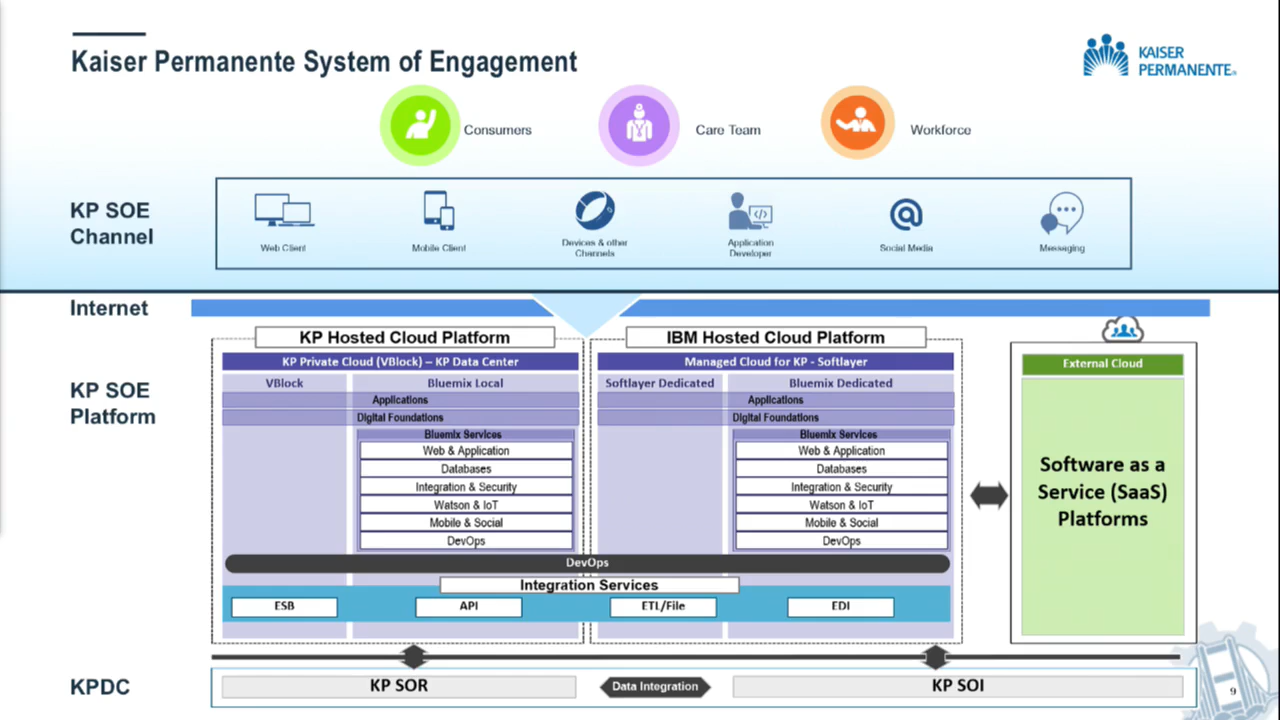 Kaiser Permanente System of Engagement
KAISER
PERMANENTE®
Consumers
Care Team
Workforce
KP SOE
Channel
Web Client
Mobile Client
Devices & other
Channels
Application
Developer
Social Media
Messaging
Internet
KP Hosted Cloud Platform
IBM Hosted Cloud Platform
KP SOE
Platform
KP Private Cloud (VBlock) – KP Data Center
VBlock
Bluemix Local
Applications
Digital Foundations
Bluemix Services
Web & Application
Databases
Integration & Security
Watson & IoT
Mobile & Social
DevOps
Managed Cloud for KP - Softlayer
Softlayer Dedicated
Bluemix Dedicated
Applications
Digital Foundations
Bluemix Services
Web & Application
Databases
Integration & Security
Watson & IoT
Mobile & Social
DevOps
External Cloud
Software as a
Service (SaaS)
Platforms
DevOps
Integration Services
ESB
API
ETL/File
EDI
KPDC
KP SOR
Data Integration
KP SOI
9